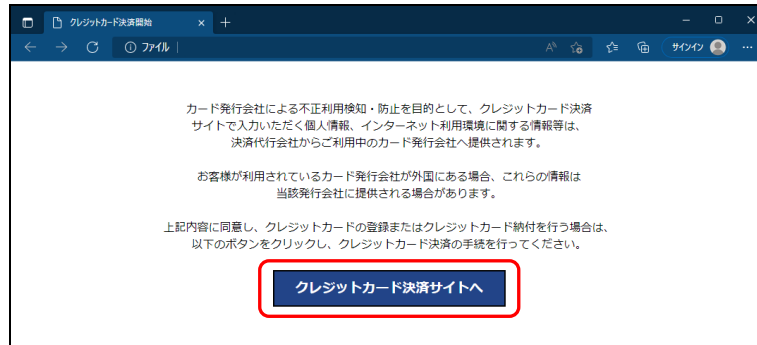 クレジットカード決済開始
ファイル
サインイン
カード発行会社による不正利用検知・防止を目的として、クレジットカード決済
サイトで入力いただく個人情報、インターネット利用環境に関する情報等は、
決済代行会社からご利用中のカード発行会社へ提供されます。
お客様が利用されているカード発行会社が外国にある場合、これらの情報は
当該発行会社に提供される場合があります。
上記内容に同意し、クレジットカードの登録またはクレジットカード納付を行う場合は、
以下のボタンをクリックし、クレジットカード決済の手続を行ってください。
クレジットカード決済サイトへ